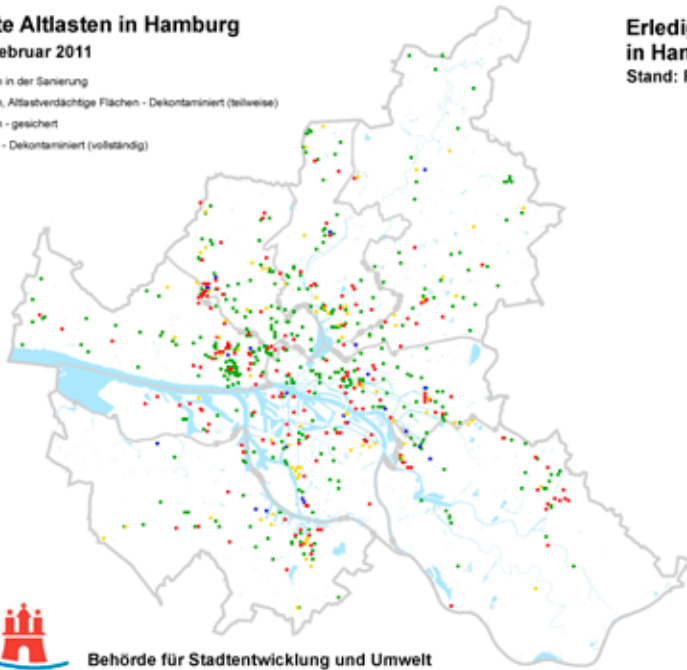 te Altlasten in Hamburg
ebruar 2011
n in der Sanierung
n, Altlastverdächtige Flächen - Dekontaminiert (teilweise)
n - gesichert
- Dekontaminiert (vollständig)
Erledig
in Ham
Stand: F
Behörde für Stadtentwicklung und Umwelt